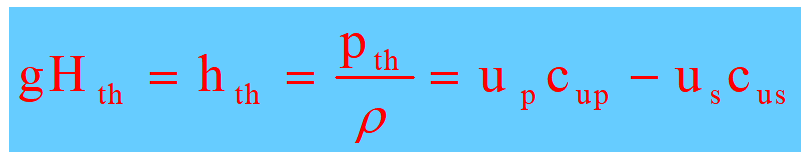 gH th = h th = p th / ρ = u p c up − u s c us